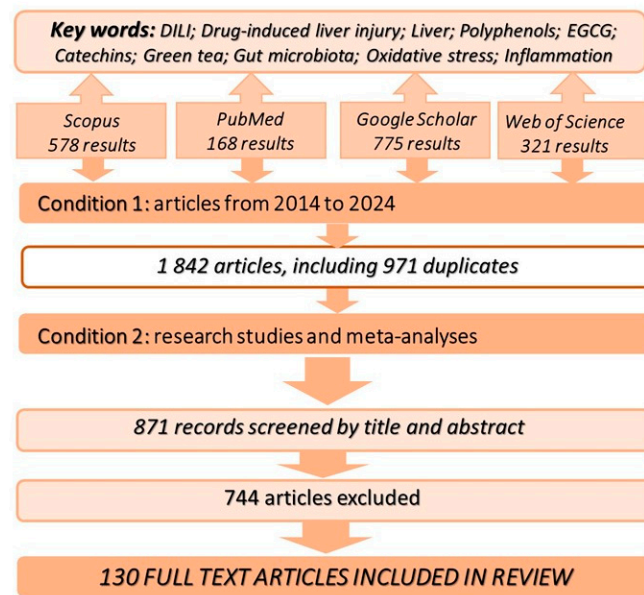 Key words: DILI; Drug-induced liver injury; Liver; Polyphenols; EGCG;
Catechins; Green tea; Gut microbiota; Oxidative stress; Inflammation
Scopus
578 results
PubMed
168 results
Google Scholar
775 results
Web of Science
321 results
Condition 1: articles from 2014 to 2024
1 842 articles, including 971 duplicates
Condition 2: research studies and meta-analyses
871 records screened by title and abstract
744 articles excluded
130 FULL TEXT ARTICLES INCLUDED IN REVIEW